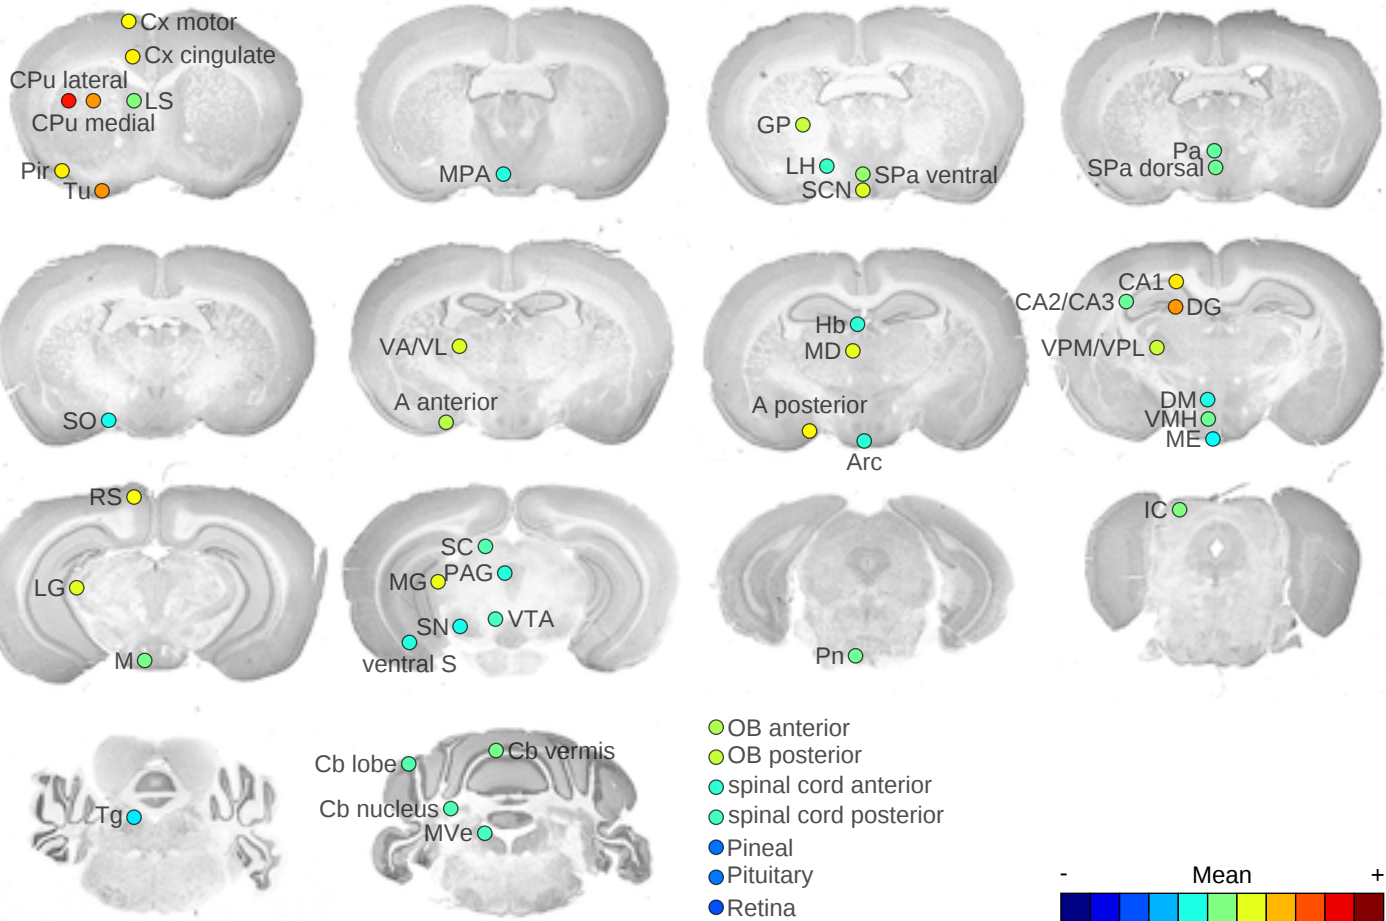 Cx motor
Cx cingulate
CPu lateral
LS
CPu medial
Pir
Tu
MPA
GP
LH
SPa ventral
SCN
Pa
SPa dorsal
SO
VA/VL
A anterior
Hb
MD
A posterior
Arc
CA1
CA2/CA3
DG
VPM/VPL
DM
VMH
ME
RS
LG
M
SC
MG
PAG
SN
VTA
ventral S
Pn
IC
Tg
Cb lobe
Cb vermis
Cb nucleus
MVe
OB anterior
OB posterior
spinal cord anterior
spinal cord posterior
Pineal
Pituitary
Retina
- Mean +